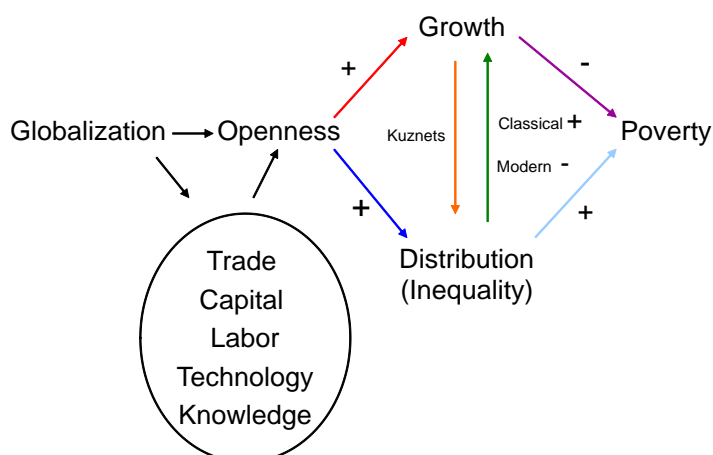 Growth
+
-
Globalization
Openness
Kuznets
Classical +
Modern -
Poverty
+
+
Distribution
(Inequality)
Trade
Capital
Labor
Technology
Knowledge